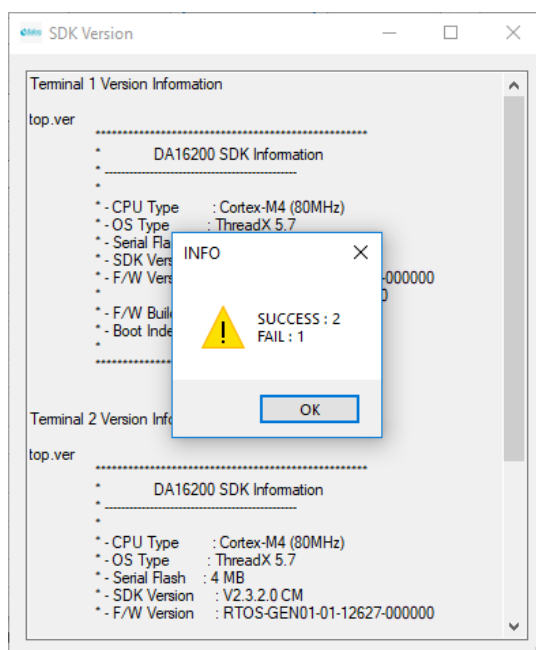 SDK Version
Terminal 1 Version Information
top.ver
*****************************************************
* DA16200 SDK Information
* ------------------------------------------------
*
* - CPU Type : Cortex-M4 (80MHz)
* - OS Type : ThreadX 5.7
* - Serial Fla
* - SDK Vers
* - F/W Vers -000000
*
* - F/W Buil
* - Boot Inde
*
INFO
SUCCESS : 2
FAIL : 1
OK
Terminal 2 Version Info
top.ver
*****************************************************
* DA16200 SDK Information
* ------------------------------------------------
*
* - CPU Type : Cortex-M4 (80MHz)
* - OS Type : ThreadX 5.7
* - Serial Flash : 4 MB
* - SDK Version : V2.3.2.0 CM
* - F/W Version : RTOS-GEN01-01-12627-000000